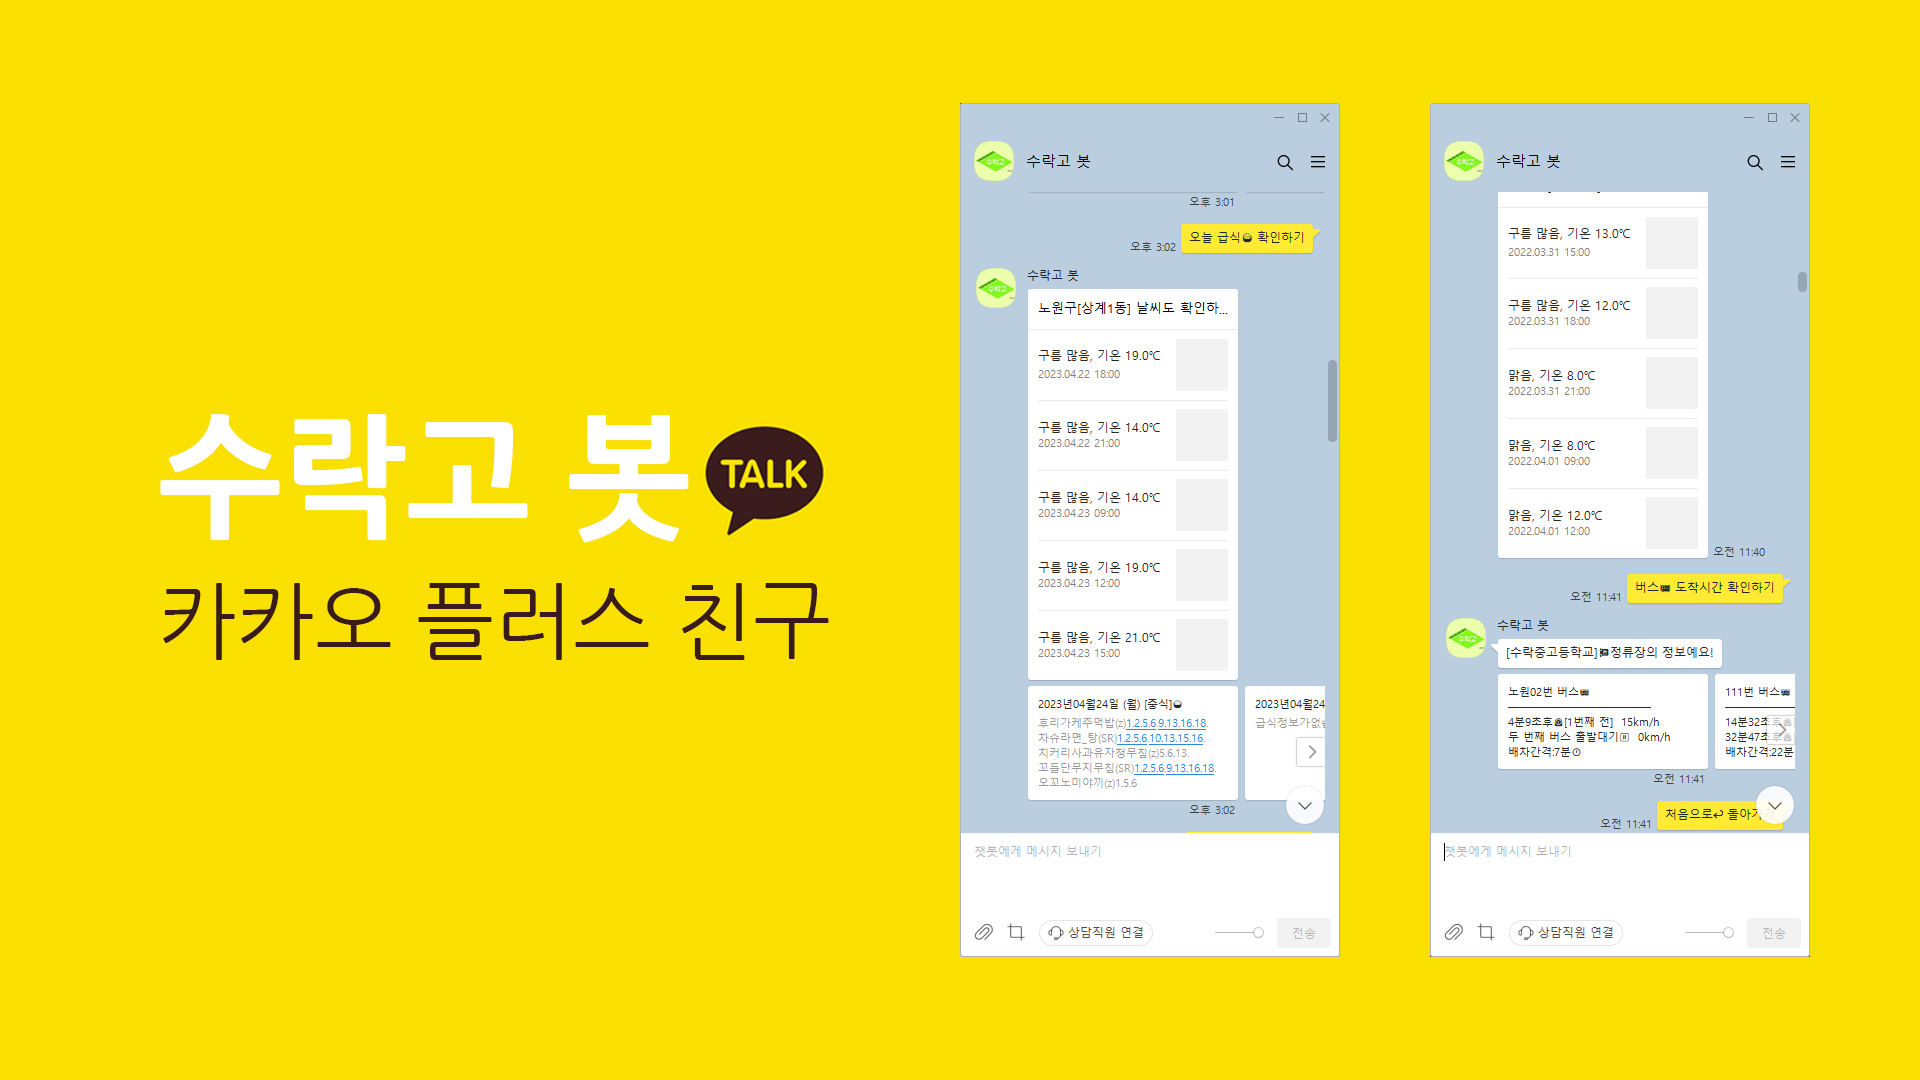 수락고 봇
TALK
카카오 플러스 친구
수락고 봇
오후 3:01
오늘 급식🍚 확인하기
오후 3:02
수락고 봇
노원구[상계1동] 날씨도 확인하...
구름 많음, 기온 19.0℃
2023.04.22 18:00
구름 많음, 기온 14.0℃
2023.04.22 21:00
구름 많음, 기온 14.0℃
2023.04.23 09:00
구름 많음, 기온 19.0℃
2023.04.23 12:00
구름 많음, 기온 21.0℃
2023.04.23 15:00
2023년04월24일 (월) [중식]🍚
후리가케주먹밥(z)1.2.5.6.9.13.16.18.
차슈라면_탕(SR)1.2.5.6.10.13.15.16.
치커리사과유자청무침(z)5.6.13.
꼬들단무지무침(SR)1.2.5.6.9.13.16.18.
오꼬노미야끼(z)1.5.6
2023년04월24
급식정보가없
오후 3:02
챗봇에게 메시지 보내기
상담직원 연결
전송
수락고 봇
구름 많음, 기온 13.0℃
2022.03.31 15:00
구름 많음, 기온 12.0℃
2022.03.31 18:00
맑음, 기온 8.0℃
2022.03.31 21:00
맑음, 기온 8.0℃
2022.04.01 09:00
맑음, 기온 12.0℃
2022.04.01 12:00
오전 11:40
버스🚌 도착시간 확인하기
오전 11:41
수락고 봇
[수락중고등학교]🚏정류장의 정보예요!
노원02번 버스🚌
4분9초후🚍[1번째 전] 15km/h
두 번째 버스 출발대기⏸ 0km/h
배차간격:7분⏱
111번 버스🚌
14분32초후
32분47초후
배차간격:22분
오전 11:41
처음으로↩ 돌아가기
오전 11:41
챗봇에게 메시지 보내기
상담직원 연결
전송